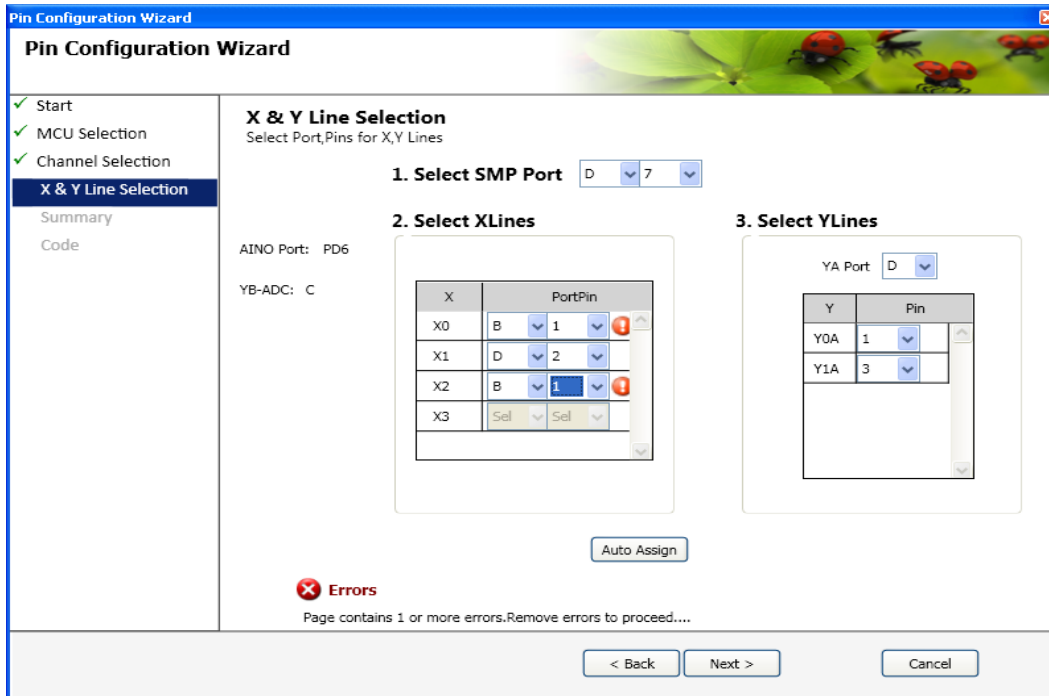 Pin Configuration Wizard
Pin Configuration Wizard
Start
MCU Selection
Channel Selection
X & Y Line Selection
Summary
Code
X & Y Line Selection
Select Port,Pins for X,Y Lines
1. Select SMP Port D 7
2. Select XLines
3. Select YLines
AINO Port: PD6
YB-ADC: C
X PortPin
X0 B 1
X1 D 2
X2 B 1
X3 Sel Sel
YA Port D
Y Pin
Y0A 1
Y1A 3
Auto Assign
Errors
Page contains 1 or more errors.Remove errors to proceed....
< Back Next > Cancel